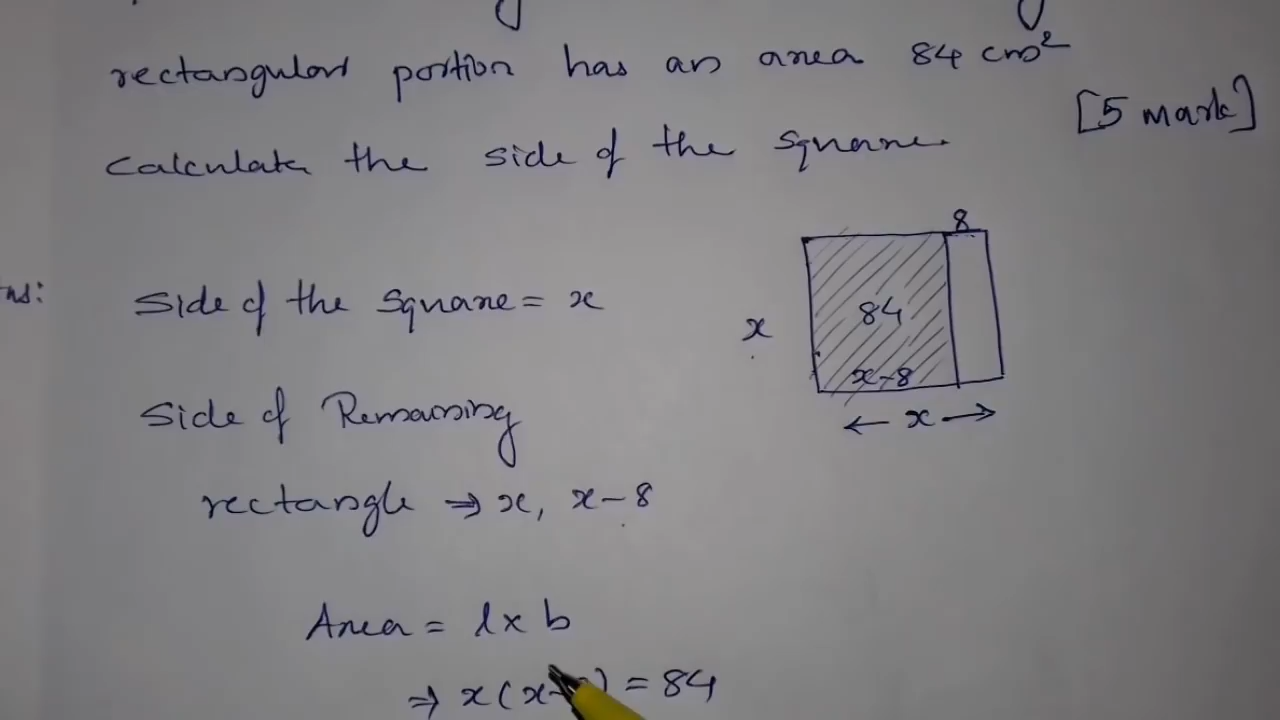 rectangular portion has an area 84 cm²
[5 mark]
Calculate the side of the square.
8
Ans:
Side of the square = x
x
84
x-8
← x →
Side of Remaining
rectangle ⇒ x, x-8
Area = l x b
⇒ x(x- ) = 84